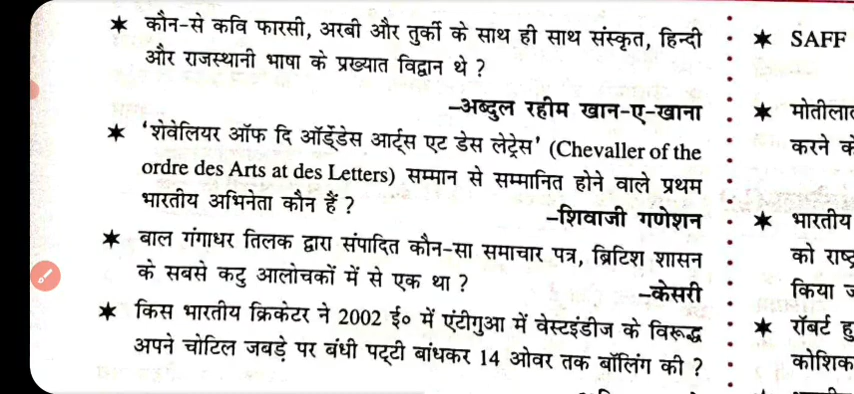 ★ कौन-से कवि फारसी, अरबी और तुर्की के साथ ही साथ संस्कृत, हिन्दी
और राजस्थानी भाषा के प्रख्यात विद्वान थे ?
–अब्दुल रहीम खान-ए-खाना
★ ‘शेवेलियर ऑफ दि ऑर्ड्रेडेस आर्ट्स एट डेस लेट्रेस’ (Chevaller of the
ordre des Arts at des Letters) सम्मान से सम्मानित होने वाले प्रथम
भारतीय अभिनेता कौन हैं ?
–शिवाजी गणेशन
★ बाल गंगाधर तिलक द्वारा संपादित कौन-सा समाचार पत्र, ब्रिटिश शासन
के सबसे कटु आलोचकों में से एक था ?
–केसरी
★ किस भारतीय क्रिकेटर ने 2002 ई० में एंटीगुआ में वेस्टइंडीज के विरूद्ध
अपने चोटिल जबड़े पर बंधी पट्टी बांधकर 14 ओवर तक बॉलिंग की ?
★ SAFF
★
करने
★ भारतीय
को
किया
★ रॉबर्ट